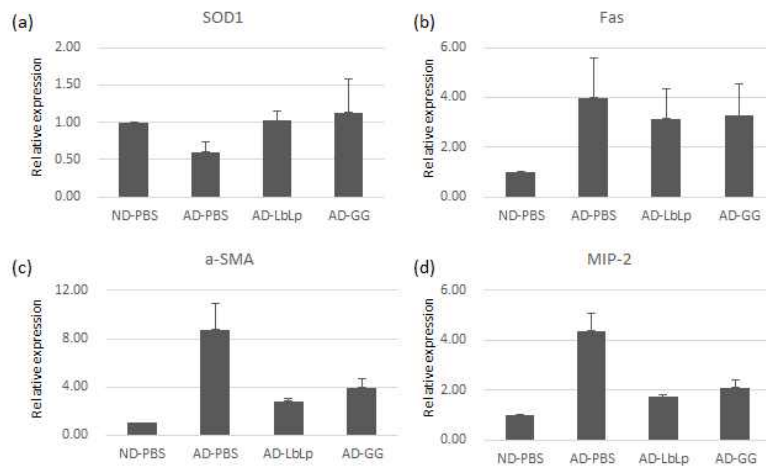 (a)
SOD1
Relative expression
2.00
1.50
1.00
0.50
0.00
ND-PBS AD-PBS AD-LbLp AD-GG
(b)
Fas
Relative expression
6.00
4.00
2.00
0.00
ND-PBS AD-PBS AD-LbLp AD-GG
(c)
a-SMA
Relative expression
12.00
8.00
4.00
0.00
ND-PBS AD-PBS AD-LbLp AD-GG
(d)
MIP-2
Relative expression
6.00
4.00
2.00
0.00
ND-PBS AD-PBS AD-LbLp AD-GG